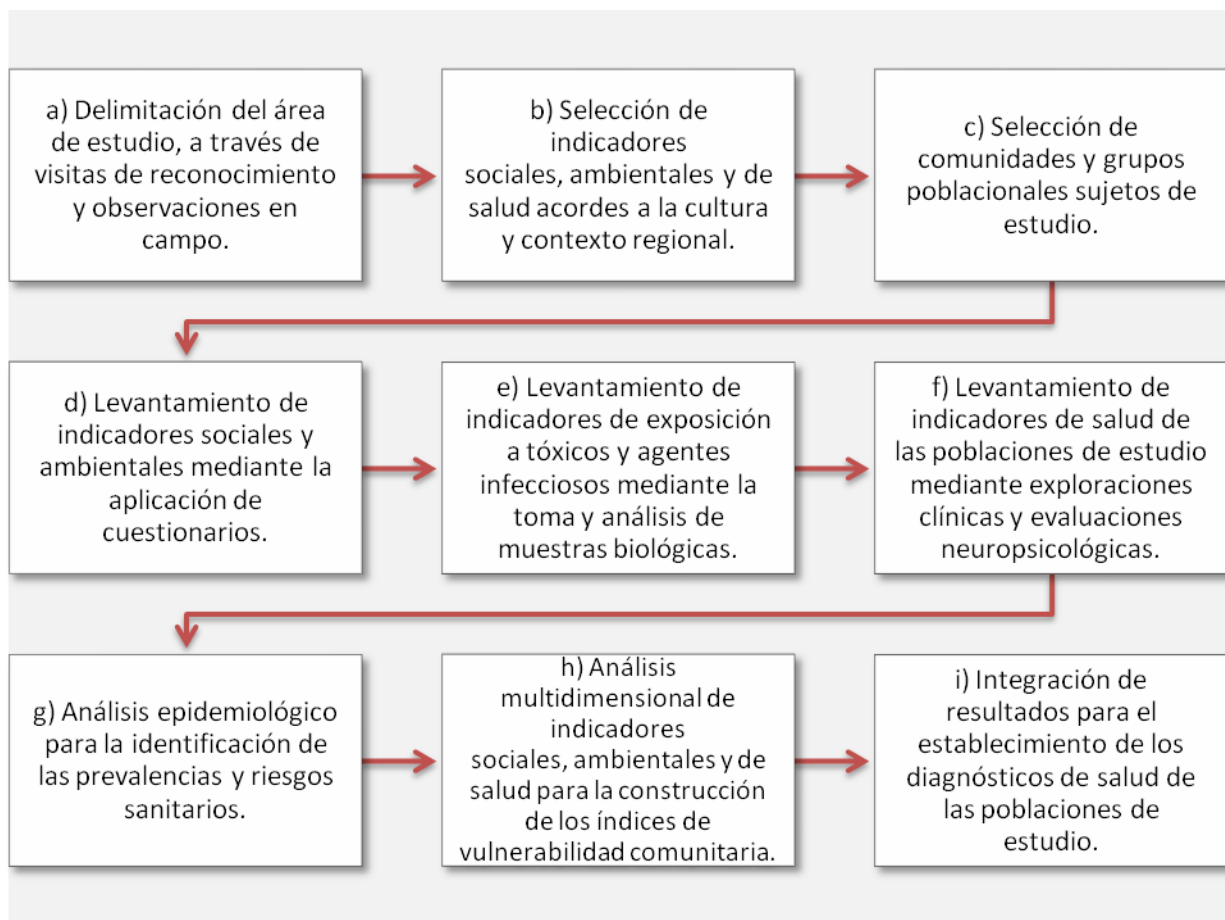 a) Delimitación del área
de estudio, a través de
visitas de reconocimiento
y observaciones en
campo.
b) Selección de
indicadores
sociales, ambientales y de
salud acordes a la cultura
y contexto regional.
c) Selección de
comunidades y grupos
poblacionales sujetos de
estudio.
d) Levantamiento de
indicadores sociales y
ambientales mediante la
aplicación de
cuestionarios.
e) Levantamiento de
indicadores de exposición
a tóxicos y agentes
infecciosos mediante la
toma y análisis de
muestras biológicas.
f) Levantamiento de
indicadores de salud de
las poblaciones de estudio
mediante exploraciones
clínicas y evaluaciones
neuropsicológicas.
g) Análisis epidemiológico
para la identificación de
las prevalencias y riesgos
sanitarios.
h) Análisis
multidimensional de
indicadores
sociales, ambientales y de
salud para la construcción
de los índices de
vulnerabilidad comunitaria.
i) Integración de
resultados para el
establecimiento de los
diagnósticos de salud de
las poblaciones de
estudio.